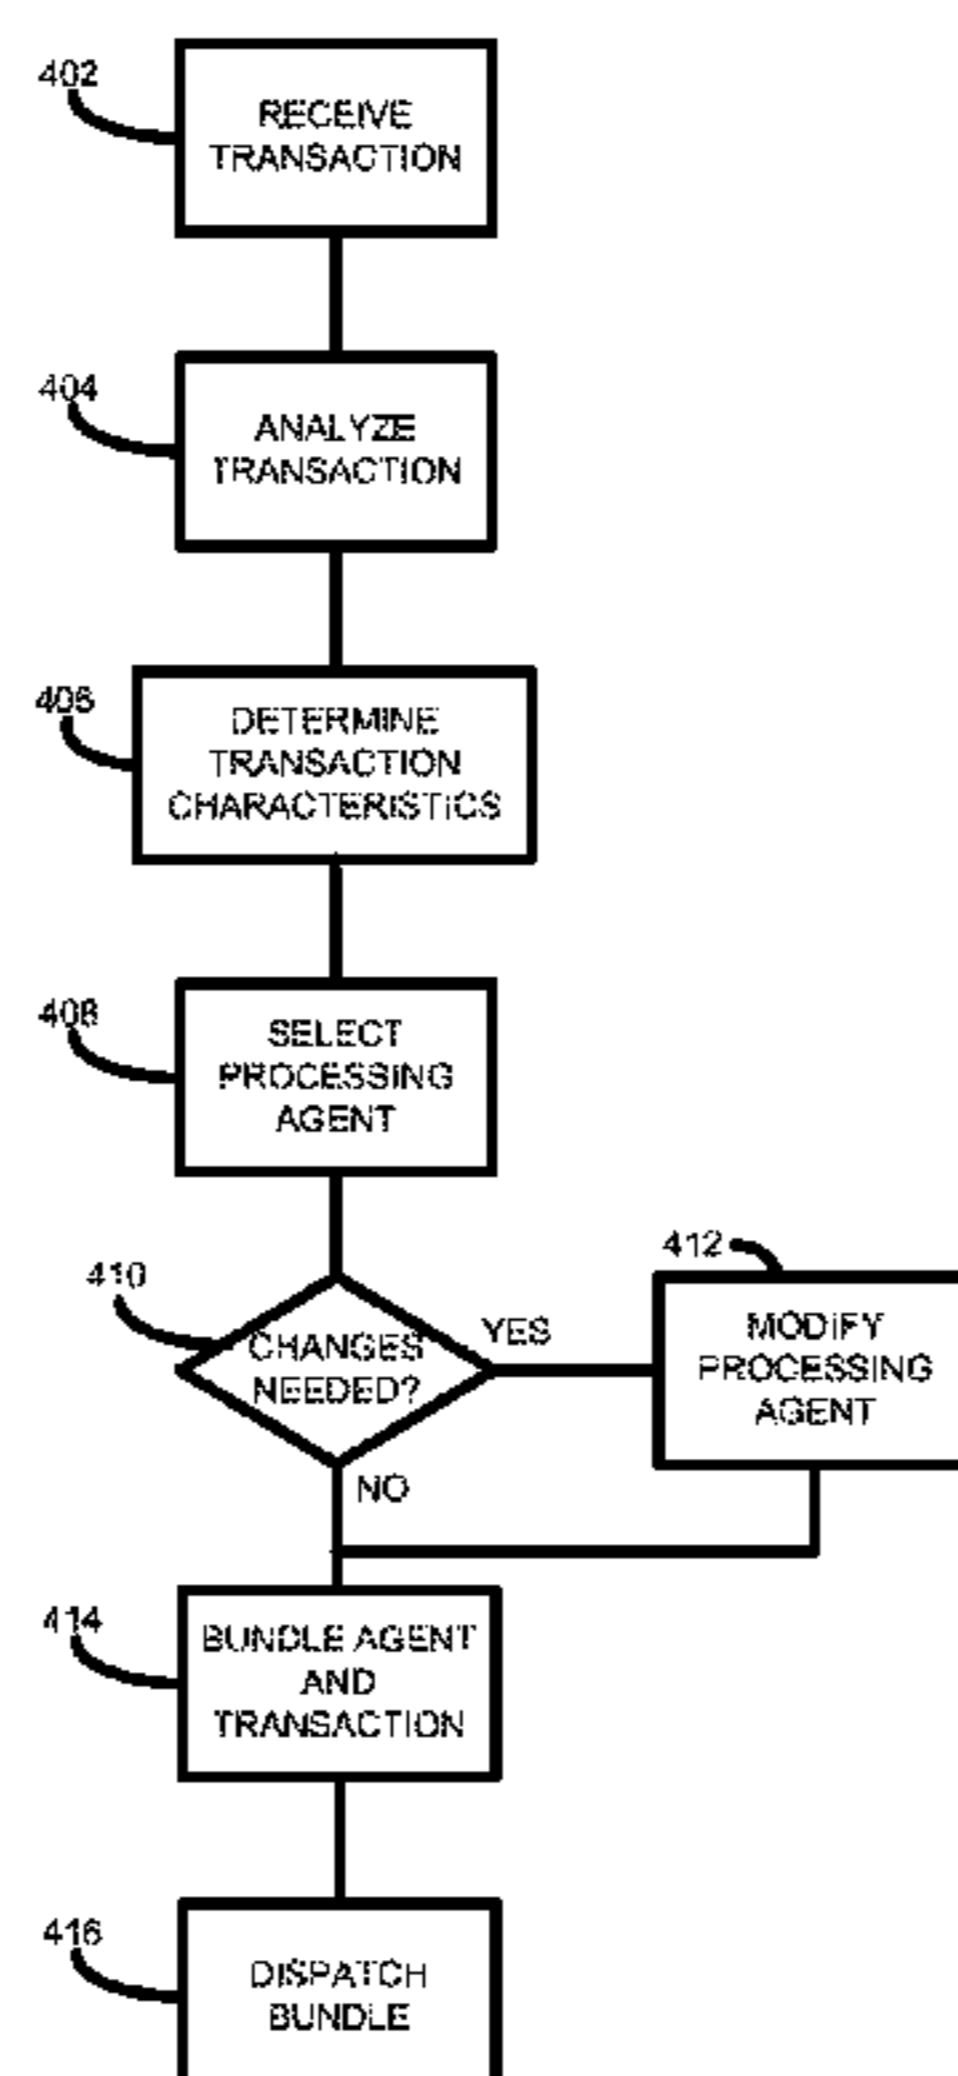 402
RECEIVE
TRANSACTION
404
ANALYZE
TRANSACTION
406
DETERMINE
TRANSACTION
CHARACTERISTICS
408
SELECT
PROCESSING
AGENT
410
CHANGES
NEEDED?
YES
NO
412
MODIFY
PROCESSING
AGENT
414
BUNDLE AGENT
AND
TRANSACTION
416
DISPATCH
BUNDLE